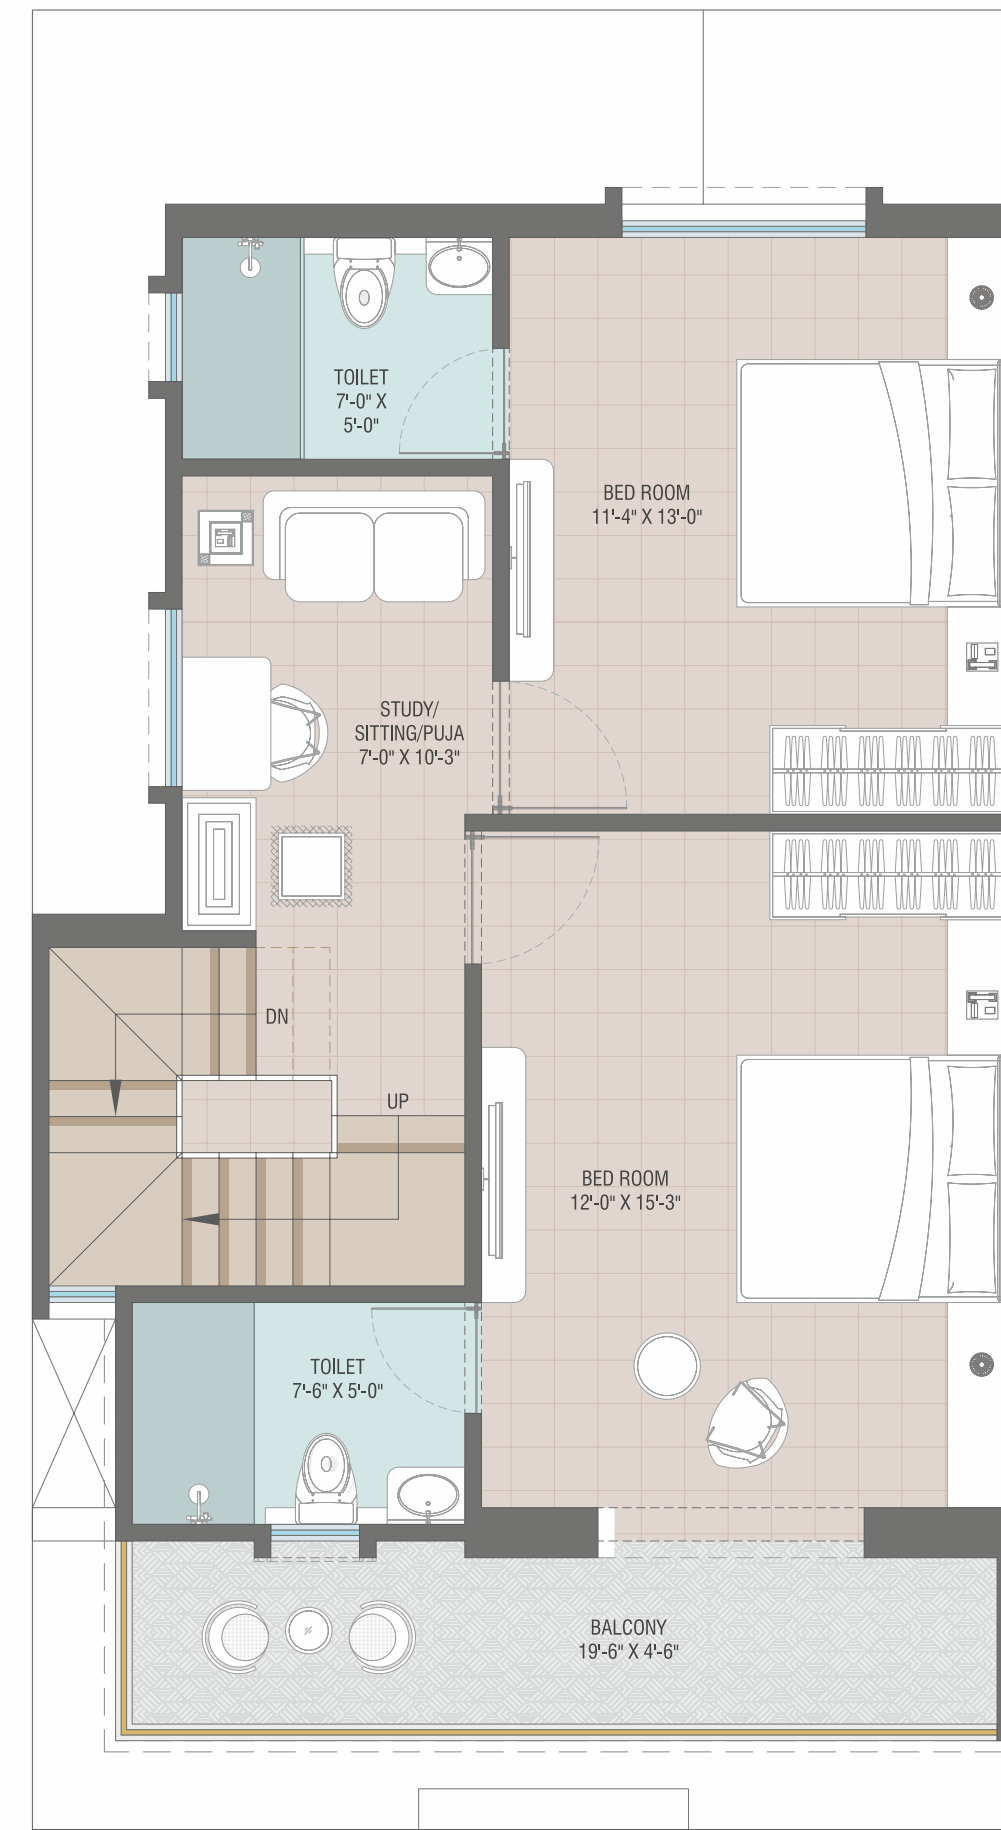 TOILET
7'-0" X
5'-0"
BED ROOM
11'-4" X 13'-0"
STUDY/
SITTING/PUJA
7'-0" X 10'-3"
DN
UP
BED ROOM
12'-0" X 15'-3"
TOILET
7'-6" X 5'-0"
BALCONY
19'-6" X 4'-6"